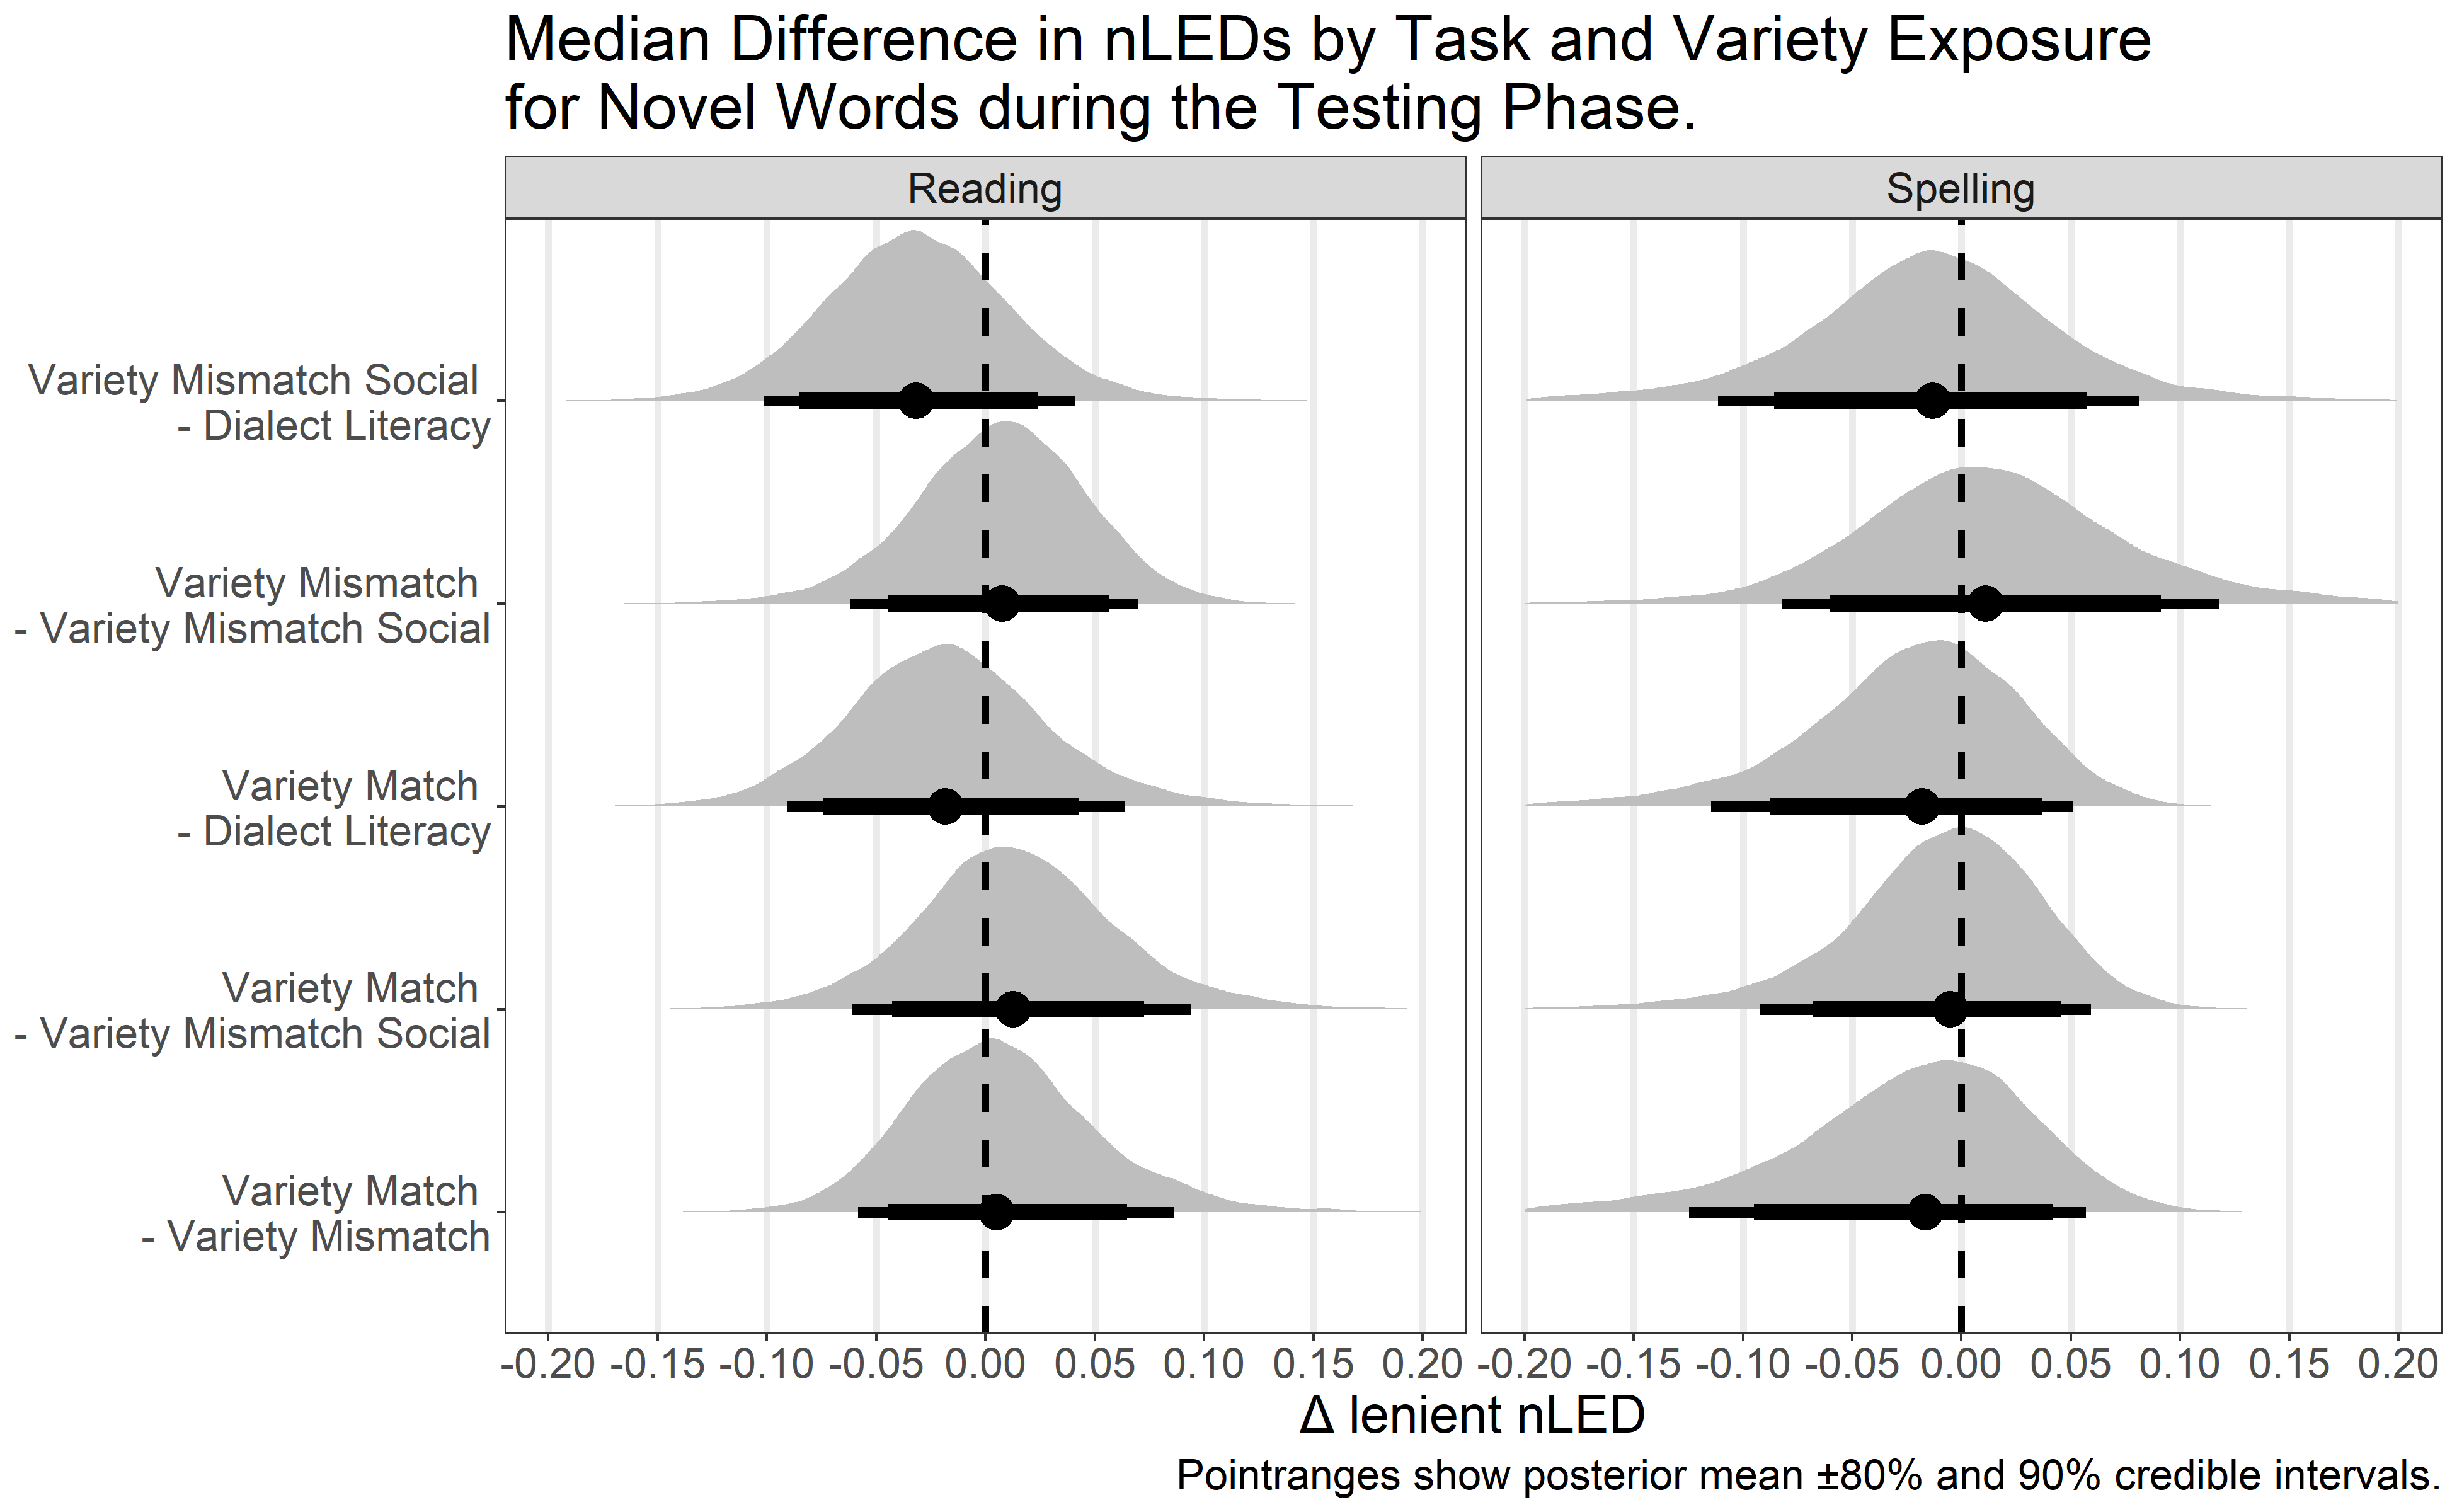 Median Difference in nLEDs by Task and Variety Exposure
for Novel Words during the Testing Phase.
Reading
Spelling
Variety Mismatch Social
- Dialect Literacy
Variety Mismatch
- Variety Mismatch Social
Variety Match
- Dialect Literacy
Variety Match
- Variety Mismatch Social
Variety Match
- Variety Mismatch
-0.20 -0.15 -0.10 -0.05 0.00 0.05 0.10 0.15 0.20
-0.20 -0.15 -0.10 -0.05 0.00 0.05 0.10 0.15 0.20
Δ lenient nLED
Pointranges show posterior mean ±80% and 90% credible intervals.